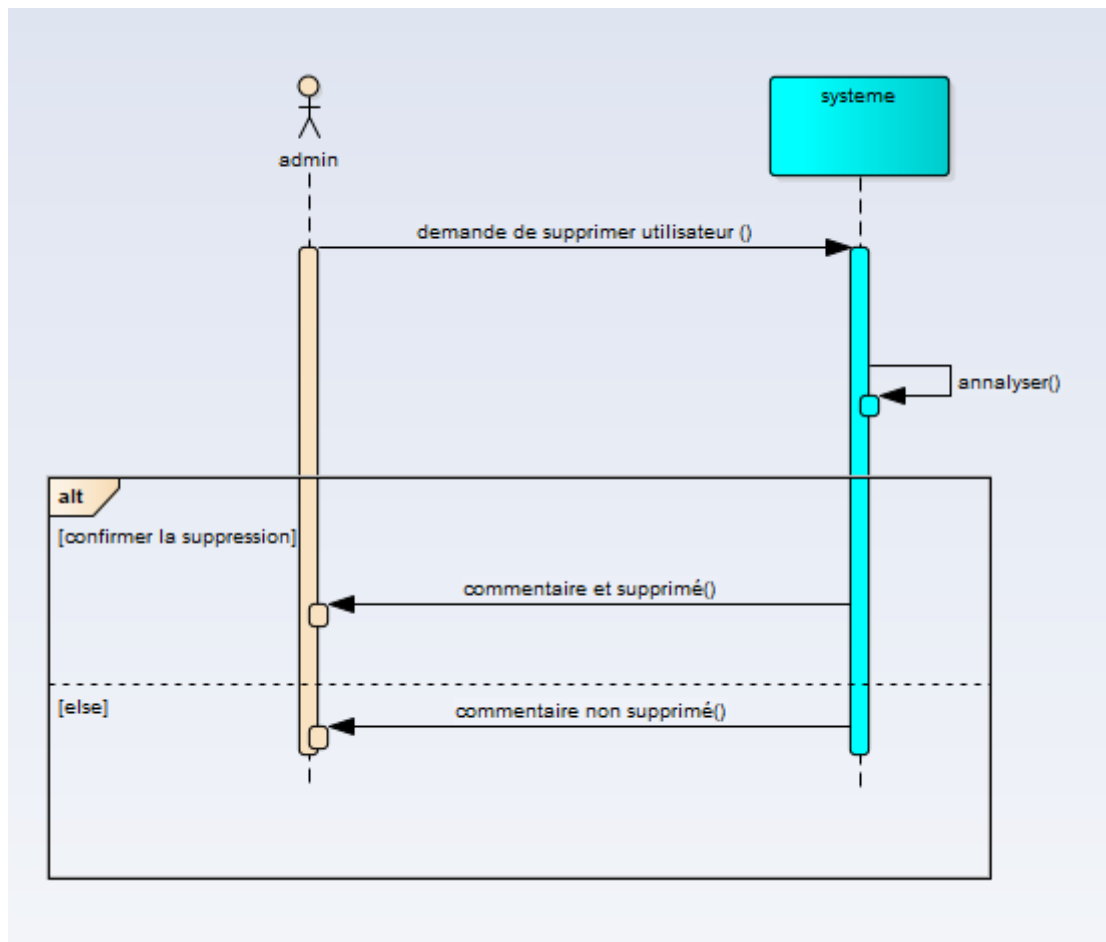 systeme
admin
demande de supprimer utilisateur ()
annalyser()
alt
[confirmer la suppression]
commentaire et supprimé()
[else]
commentaire non supprimé()